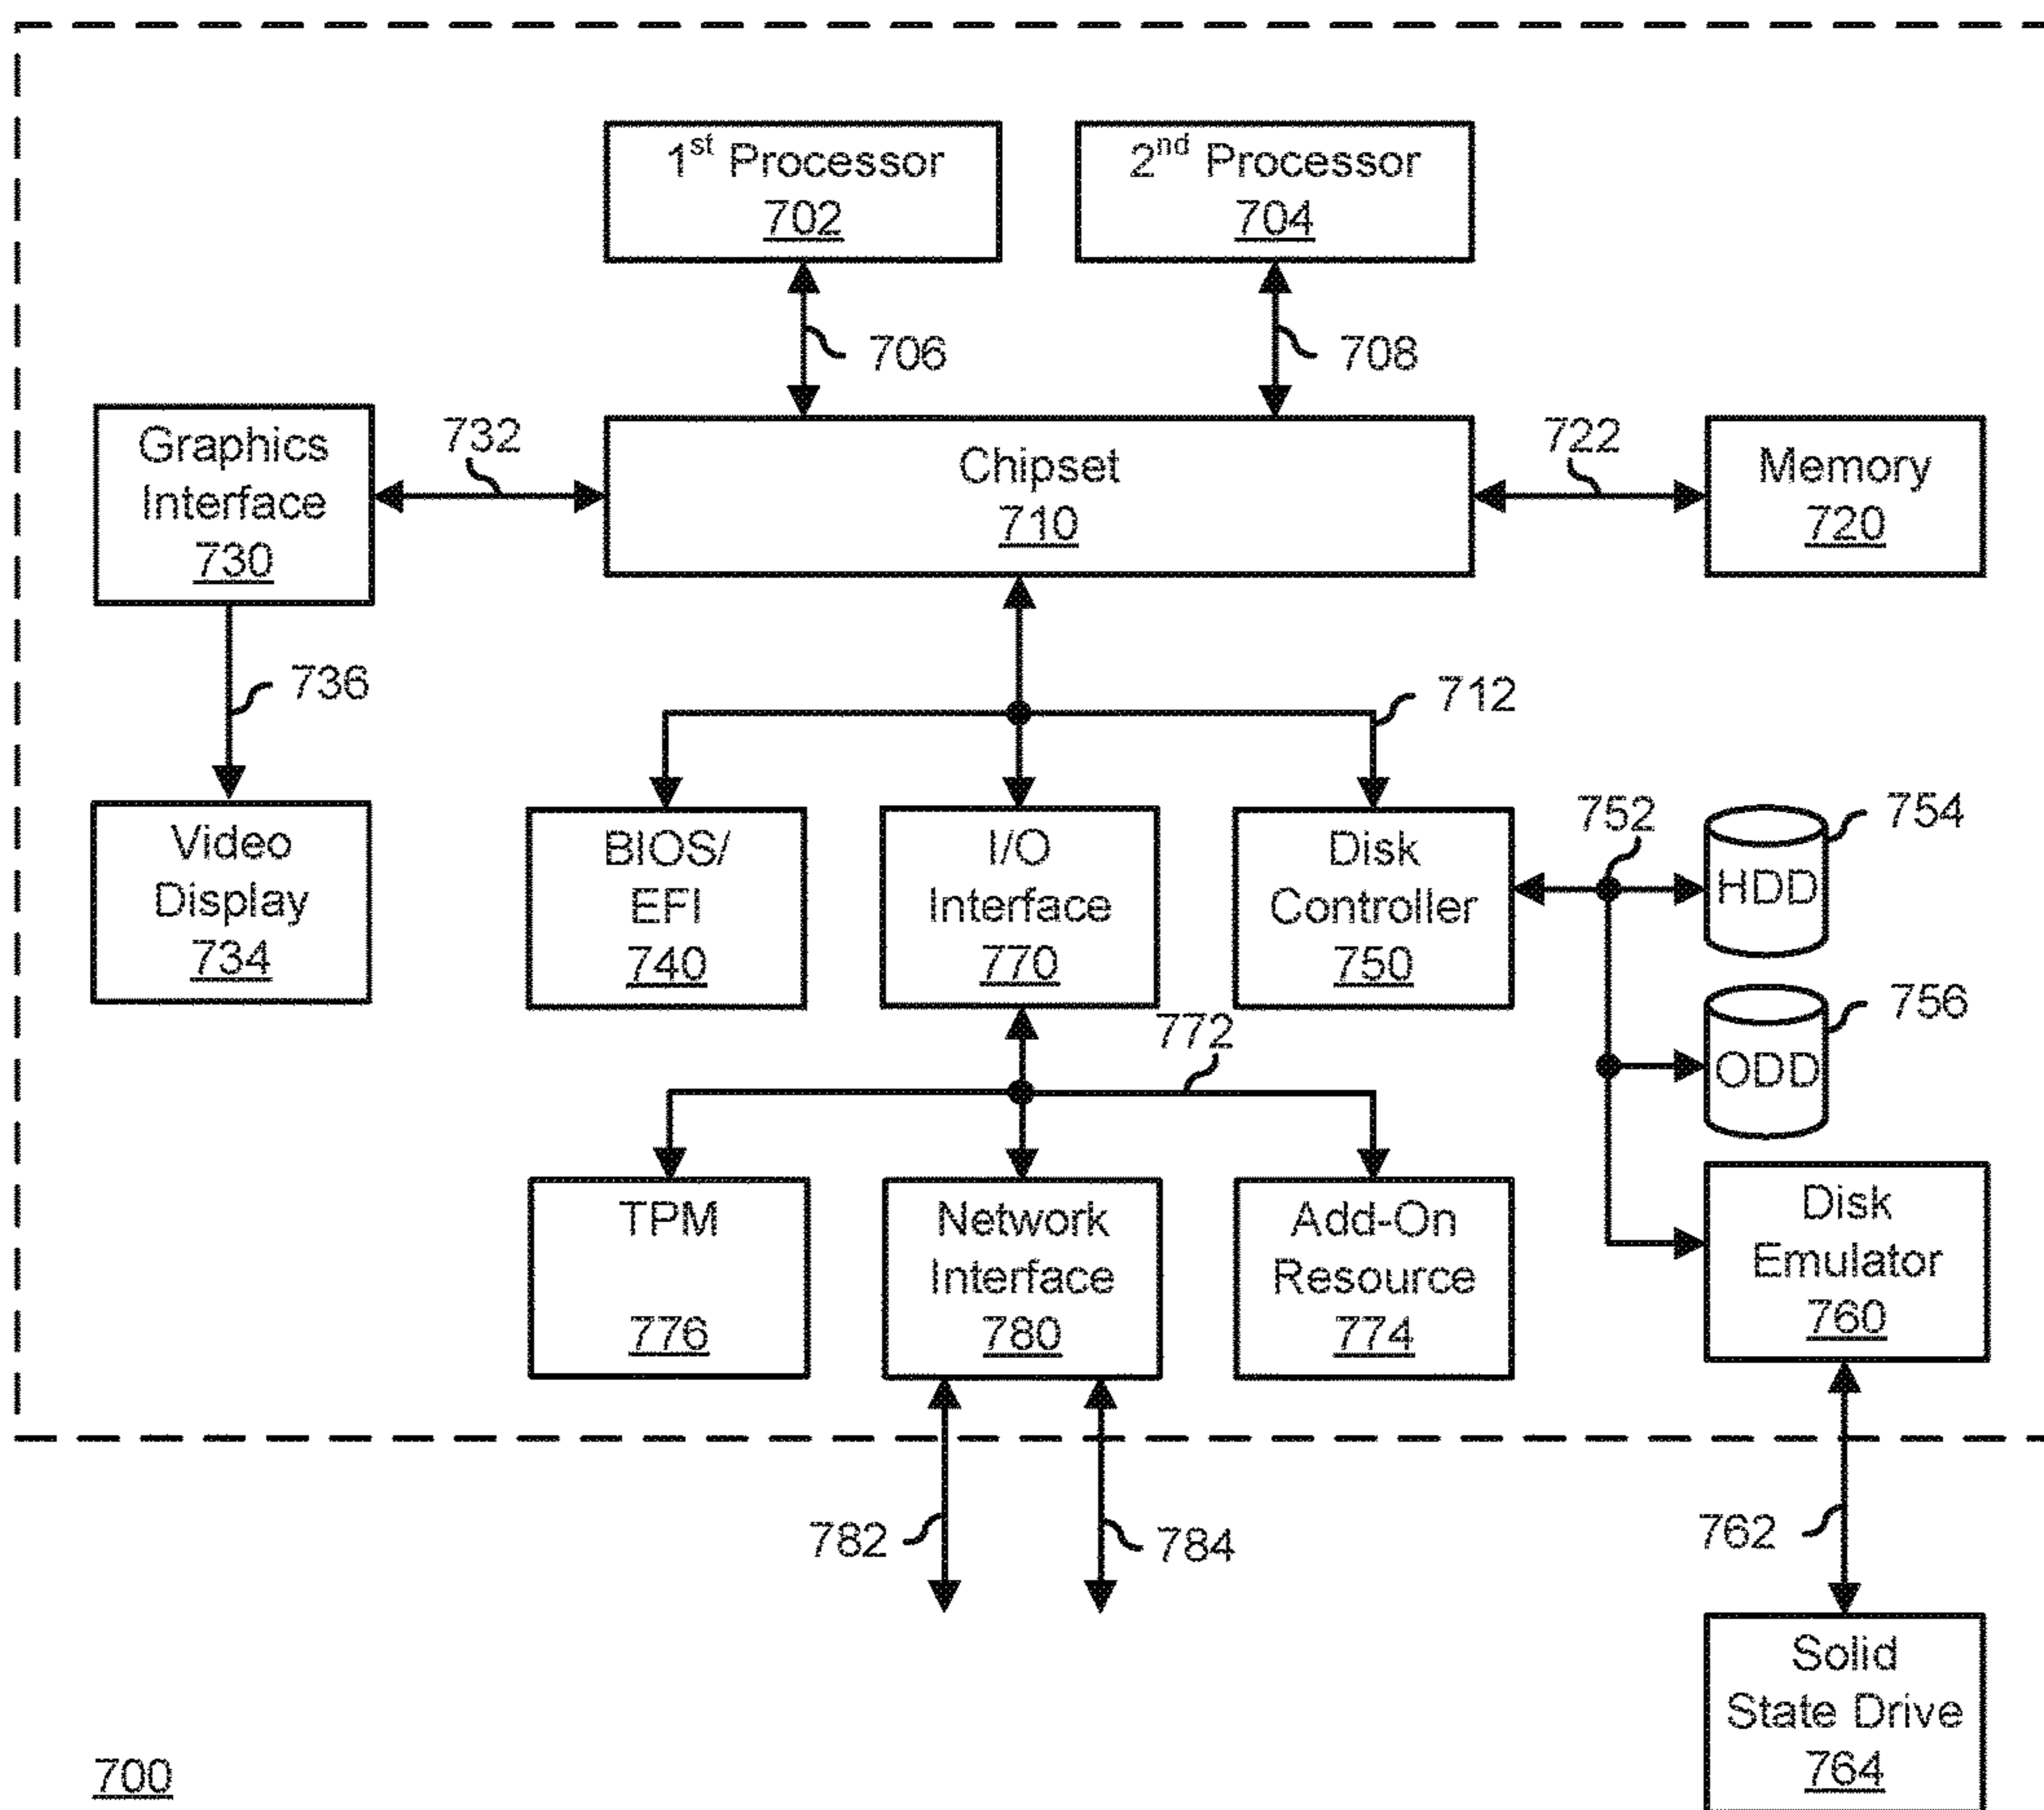 1st Processor
702
2nd Processor
704
706
708
Graphics
Interface
730
732
Chipset
710
722
Memory
720
736
712
Video
Display
734
BIOS/
EFI
740
I/O
Interface
770
Disk
Controller
750
752
HDD
754
ODD
756
772
TPM
776
Network
Interface
780
Add-On
Resource
774
Disk
Emulator
760
782
784
762
Solid
State Drive
764
700